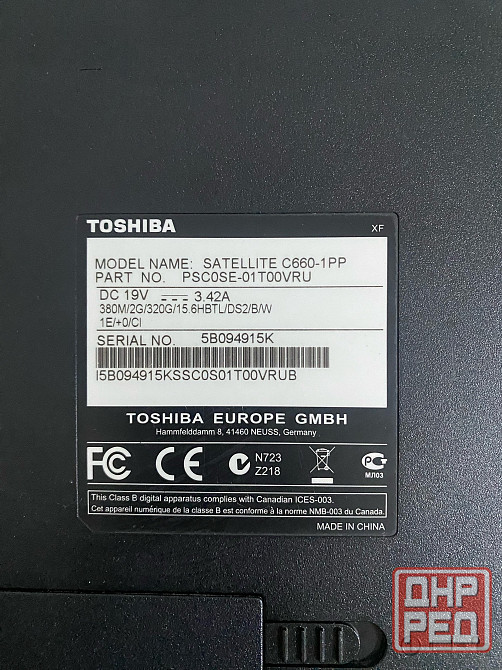 TOSHIBA XF
MODEL NAME: SATELLITE C660-1PP
PART NO. PSC0SE-01T00VRU
DC 19V 3.42A
380M/2G/320G/15.6HBTL/DS2/B/W
1E/+0/CI
SERIAL NO. 5B094915K
I5B094915KSSC0S01T00VRUB
TOSHIBA EUROPE GMBH
Hammfelddamm 8, 41460 NEUSS, Germany
FC CE N723
Z218
МЛ03
This Class B digital apparatus complies with Canadian ICES-003.
Cet appareil numérique de la classe B est conforme à la norme NMB-003 du Canada.
MADE IN CHINA
ДНР
РЕД